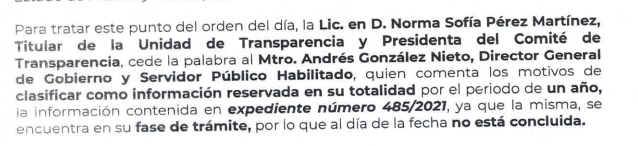 Para tratar este punto del orden del día, la Lic. en D. Norma Sofía Pérez Martínez,
Titular de la Unidad de Transparencia y Presidenta del Comité de
Transparencia, cede la palabra al Mtro. Andrés González Nieto, Director General
de Gobierno y Servidor Público Habilitado, quien comenta los motivos de
clasificar como información reservada en su totalidad por el periodo de un año,
la información contenida en expediente número 485/2021, ya que la misma, se
encuentra en su fase de trámite, por lo que al día de la fecha no está concluida.